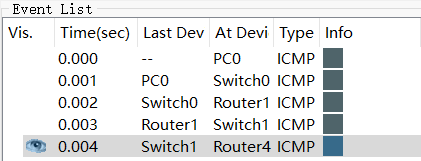 Event List
Vis. Time(sec) Last Dev At Devi Type Info
0.000 -- PC0 ICMP
0.001 PC0 Switch0 ICMP
0.002 Switch0 Router1 ICMP
0.003 Router1 Switch1 ICMP
0.004 Switch1 Router4 ICMP